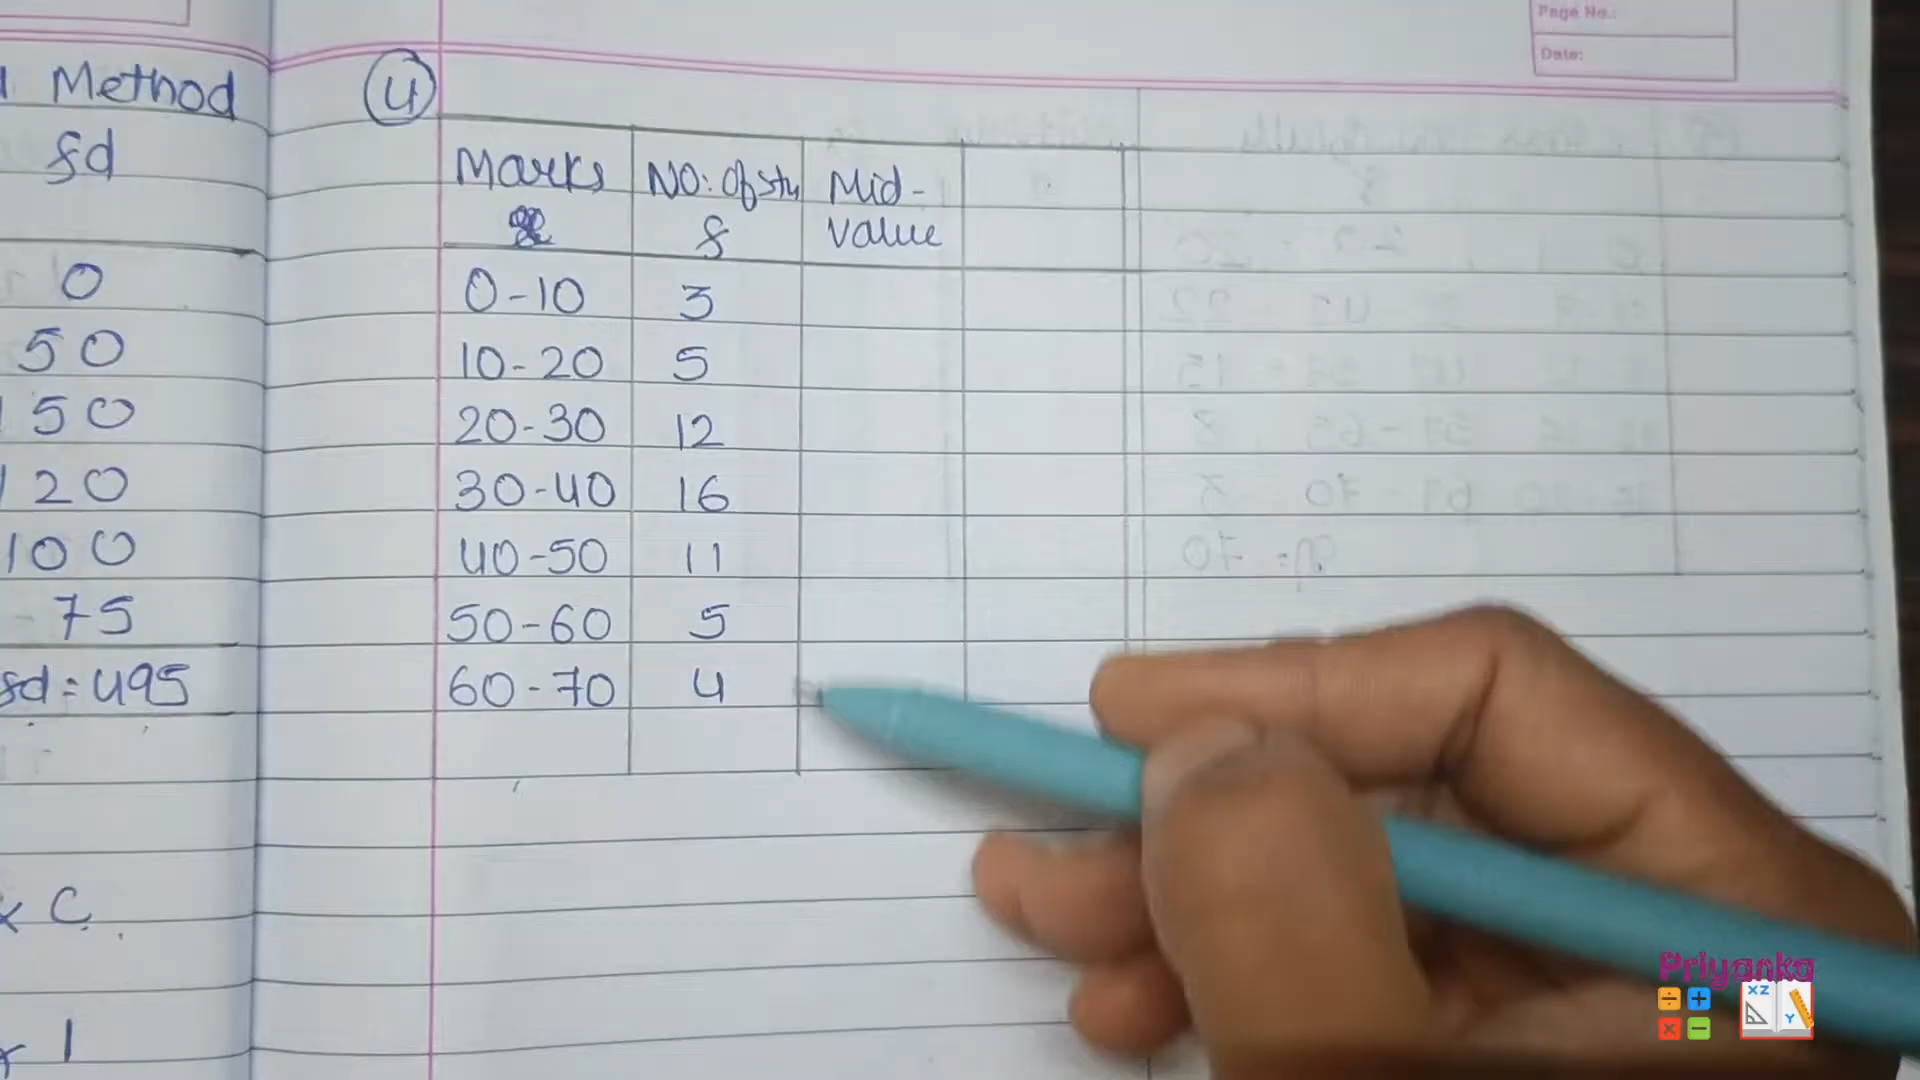 Page No.:
Date:
Method
fd
0
50
150
120
100
- 75
fd = 495
x C
x 1
4
Marks No: of stu Mid-
f value
0-10 3
10-20 5
20-30 12
30-40 16
40-50 11
50-60 5
60-70 4
Priyanka
XZ
Y